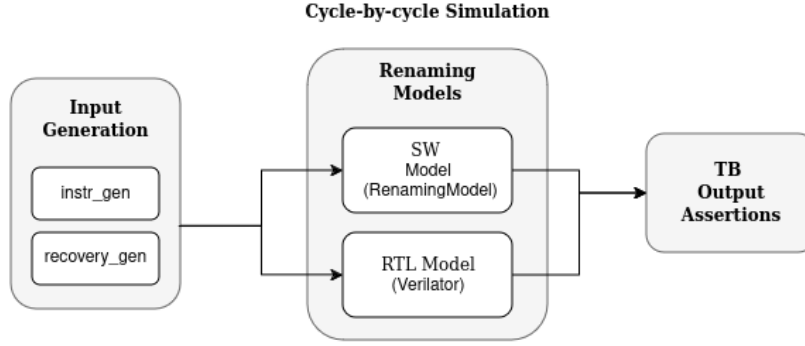 Cycle-by-cycle Simulation
Input
Generation
instr_gen
recovery_gen
Renaming
Models
SW
Model
(RenamingModel)
RTL Model
(Verilator)
TB
Output
Assertions